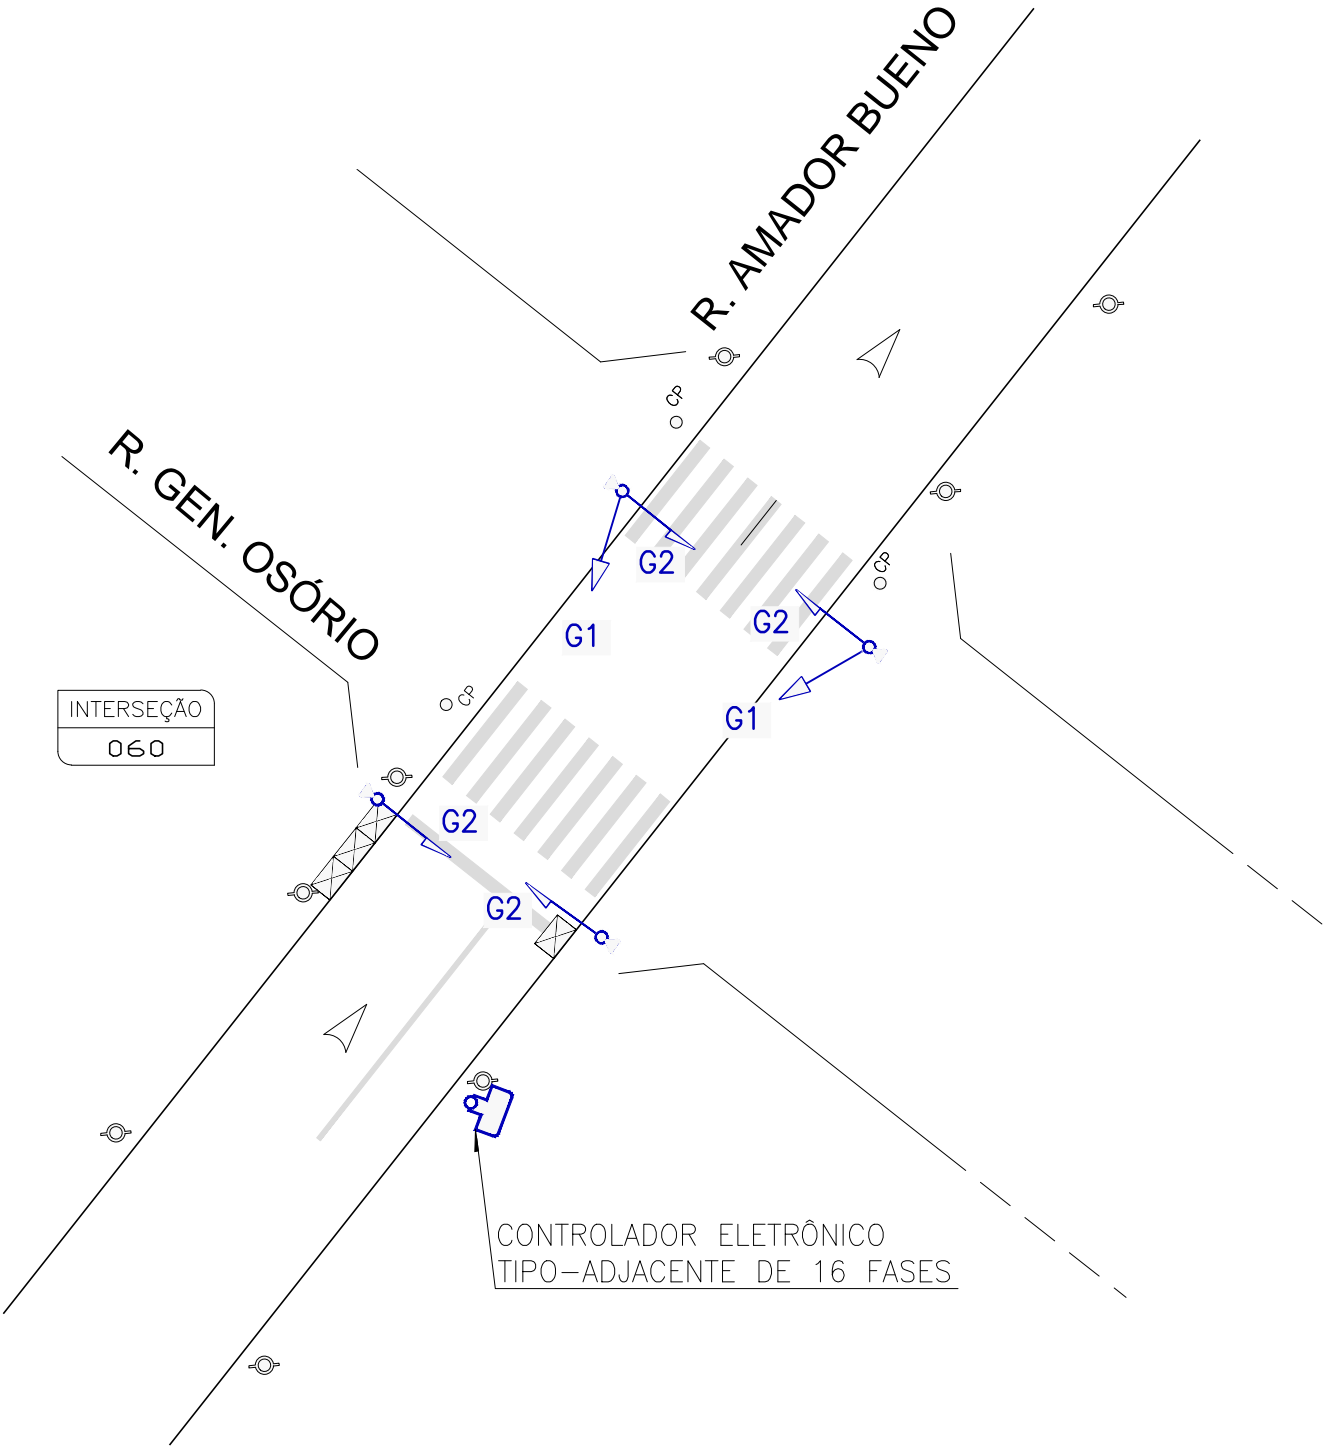 R. AMADOR BUENO
CP
R. GEN. OSÓRIO
G2
CP
G2
G1
CP
INTERSEÇÃO
060
G1
G2
G2
CONTROLADOR ELETRÔNICO
TIPO-ADJACENTE DE 16 FASES